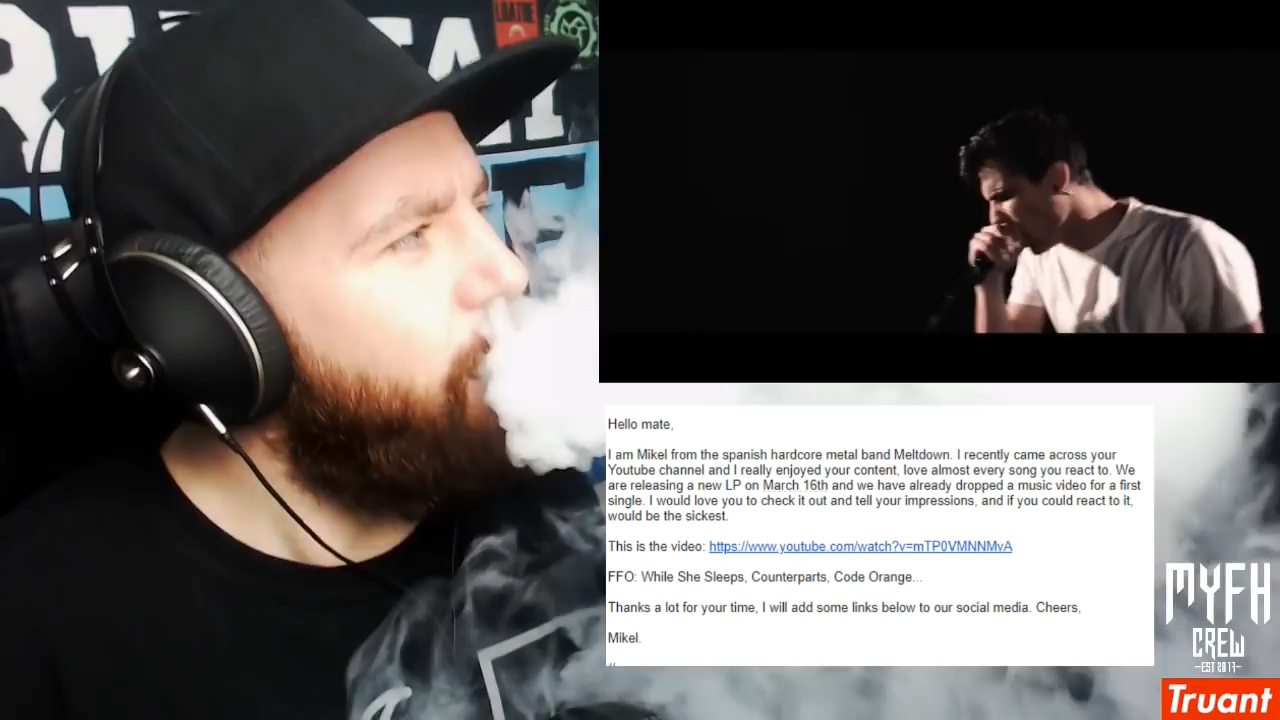 Hello mate,
I am Mikel from the spanish hardcore metal band Meltdown. I recently came across your
Youtube channel and I really enjoyed your content, love almost every song you react to. We
are releasing a new LP on March 16th and we have already dropped a music video for a first
single. I would love you to check it out and tell your impressions, and if you could react to it,
would be the sickest.
This is the video: https://www.youtube.com/watch?v=mTP0VMNNMvA
FFO: While She Sleeps, Counterparts, Code Orange...
Thanks a lot for your time, I will add some links below to our social media. Cheers,
Mikel.
MYFH
CREW
-EST 2017-
Truant